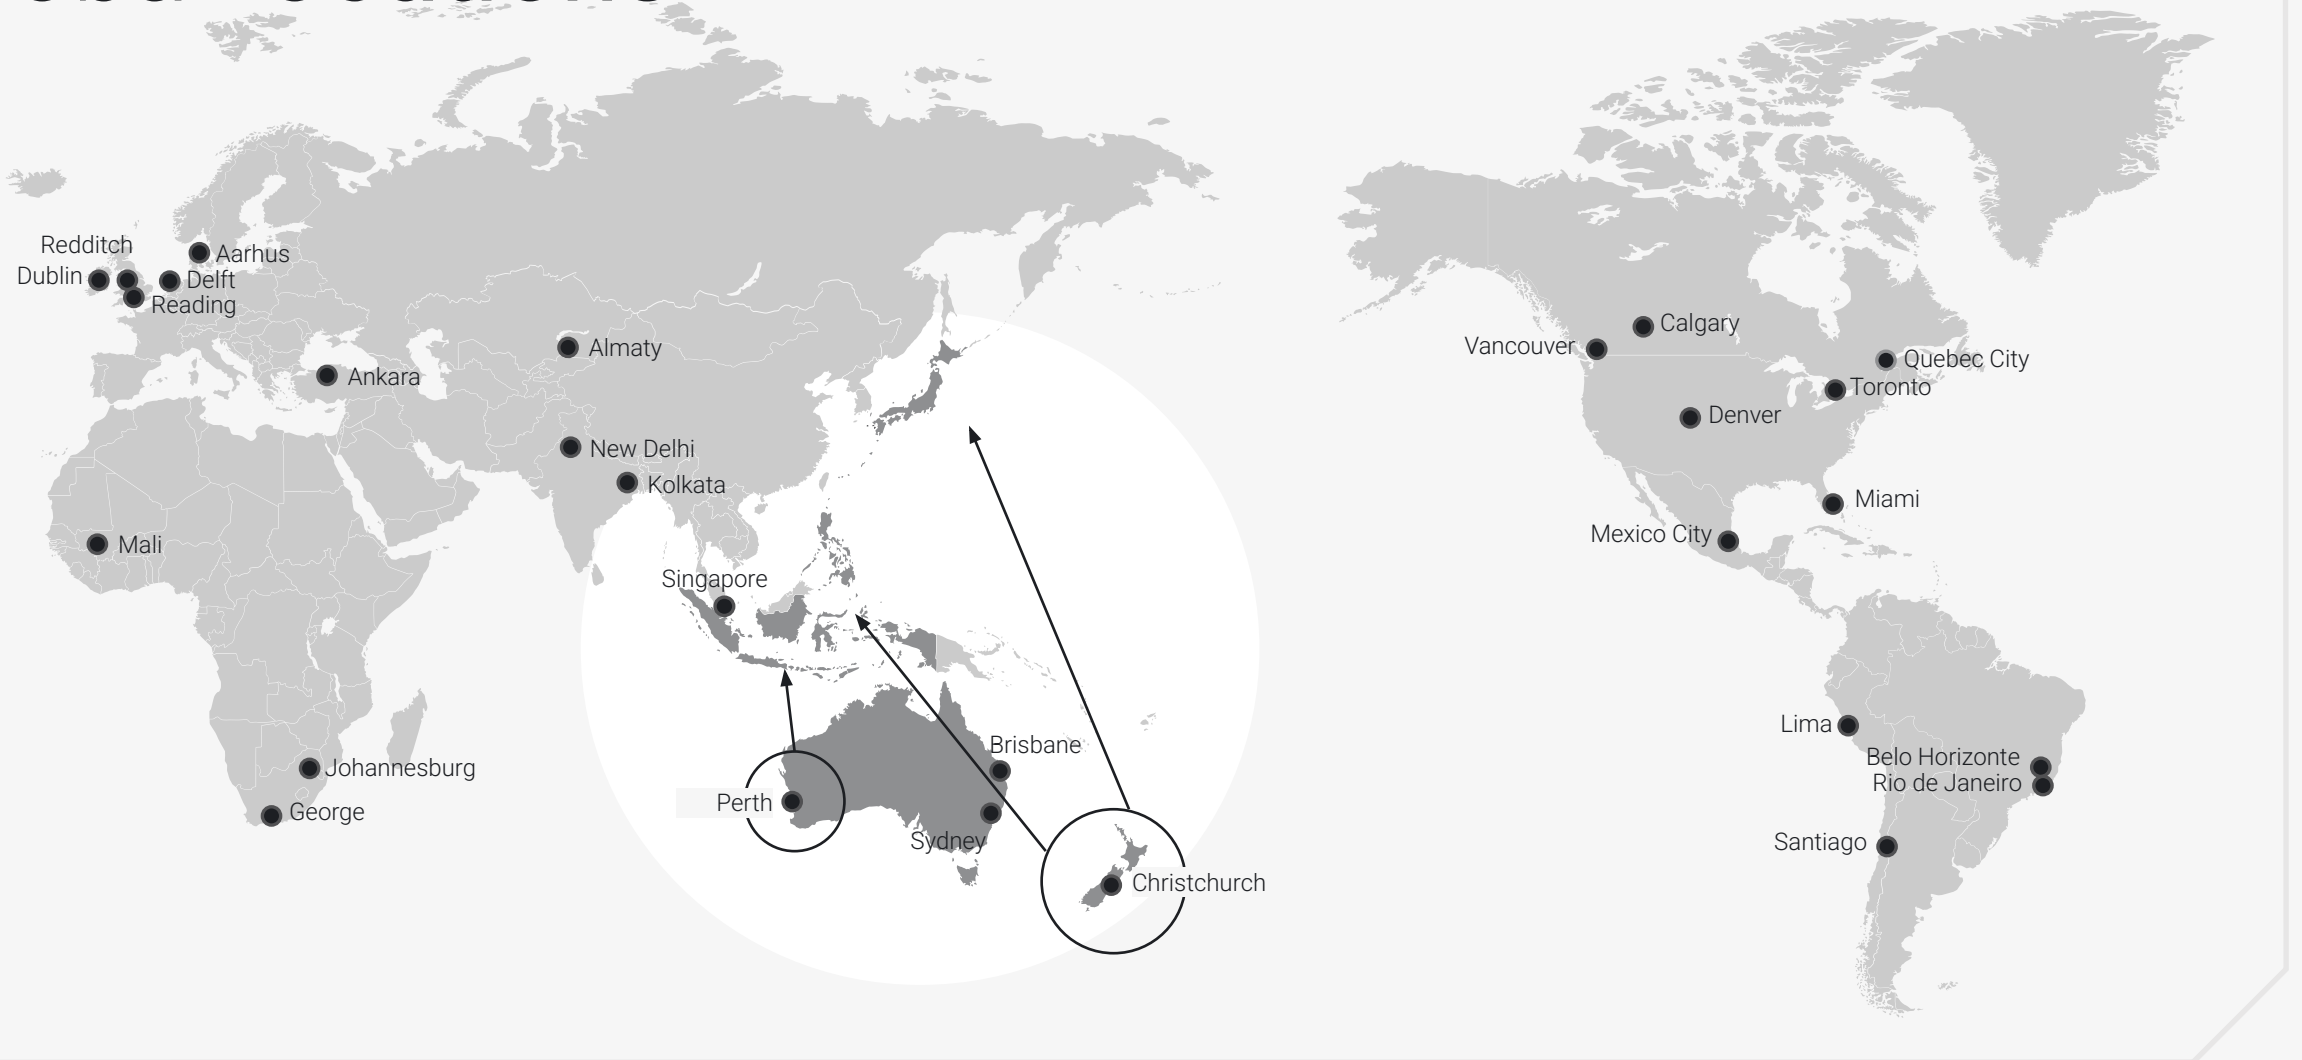 Redditch
Aarhus
Dublin
Delft
Reading
Almaty
Ankara
New Delhi
Kolkata
Mali
Singapore
Johannesburg
George
Brisbane
Perth
Sydney
Christchurch
Calgary
Vancouver
Quebec City
Toronto
Denver
Miami
Mexico City
Lima
Belo Horizonte
Rio de Janeiro
Santiago